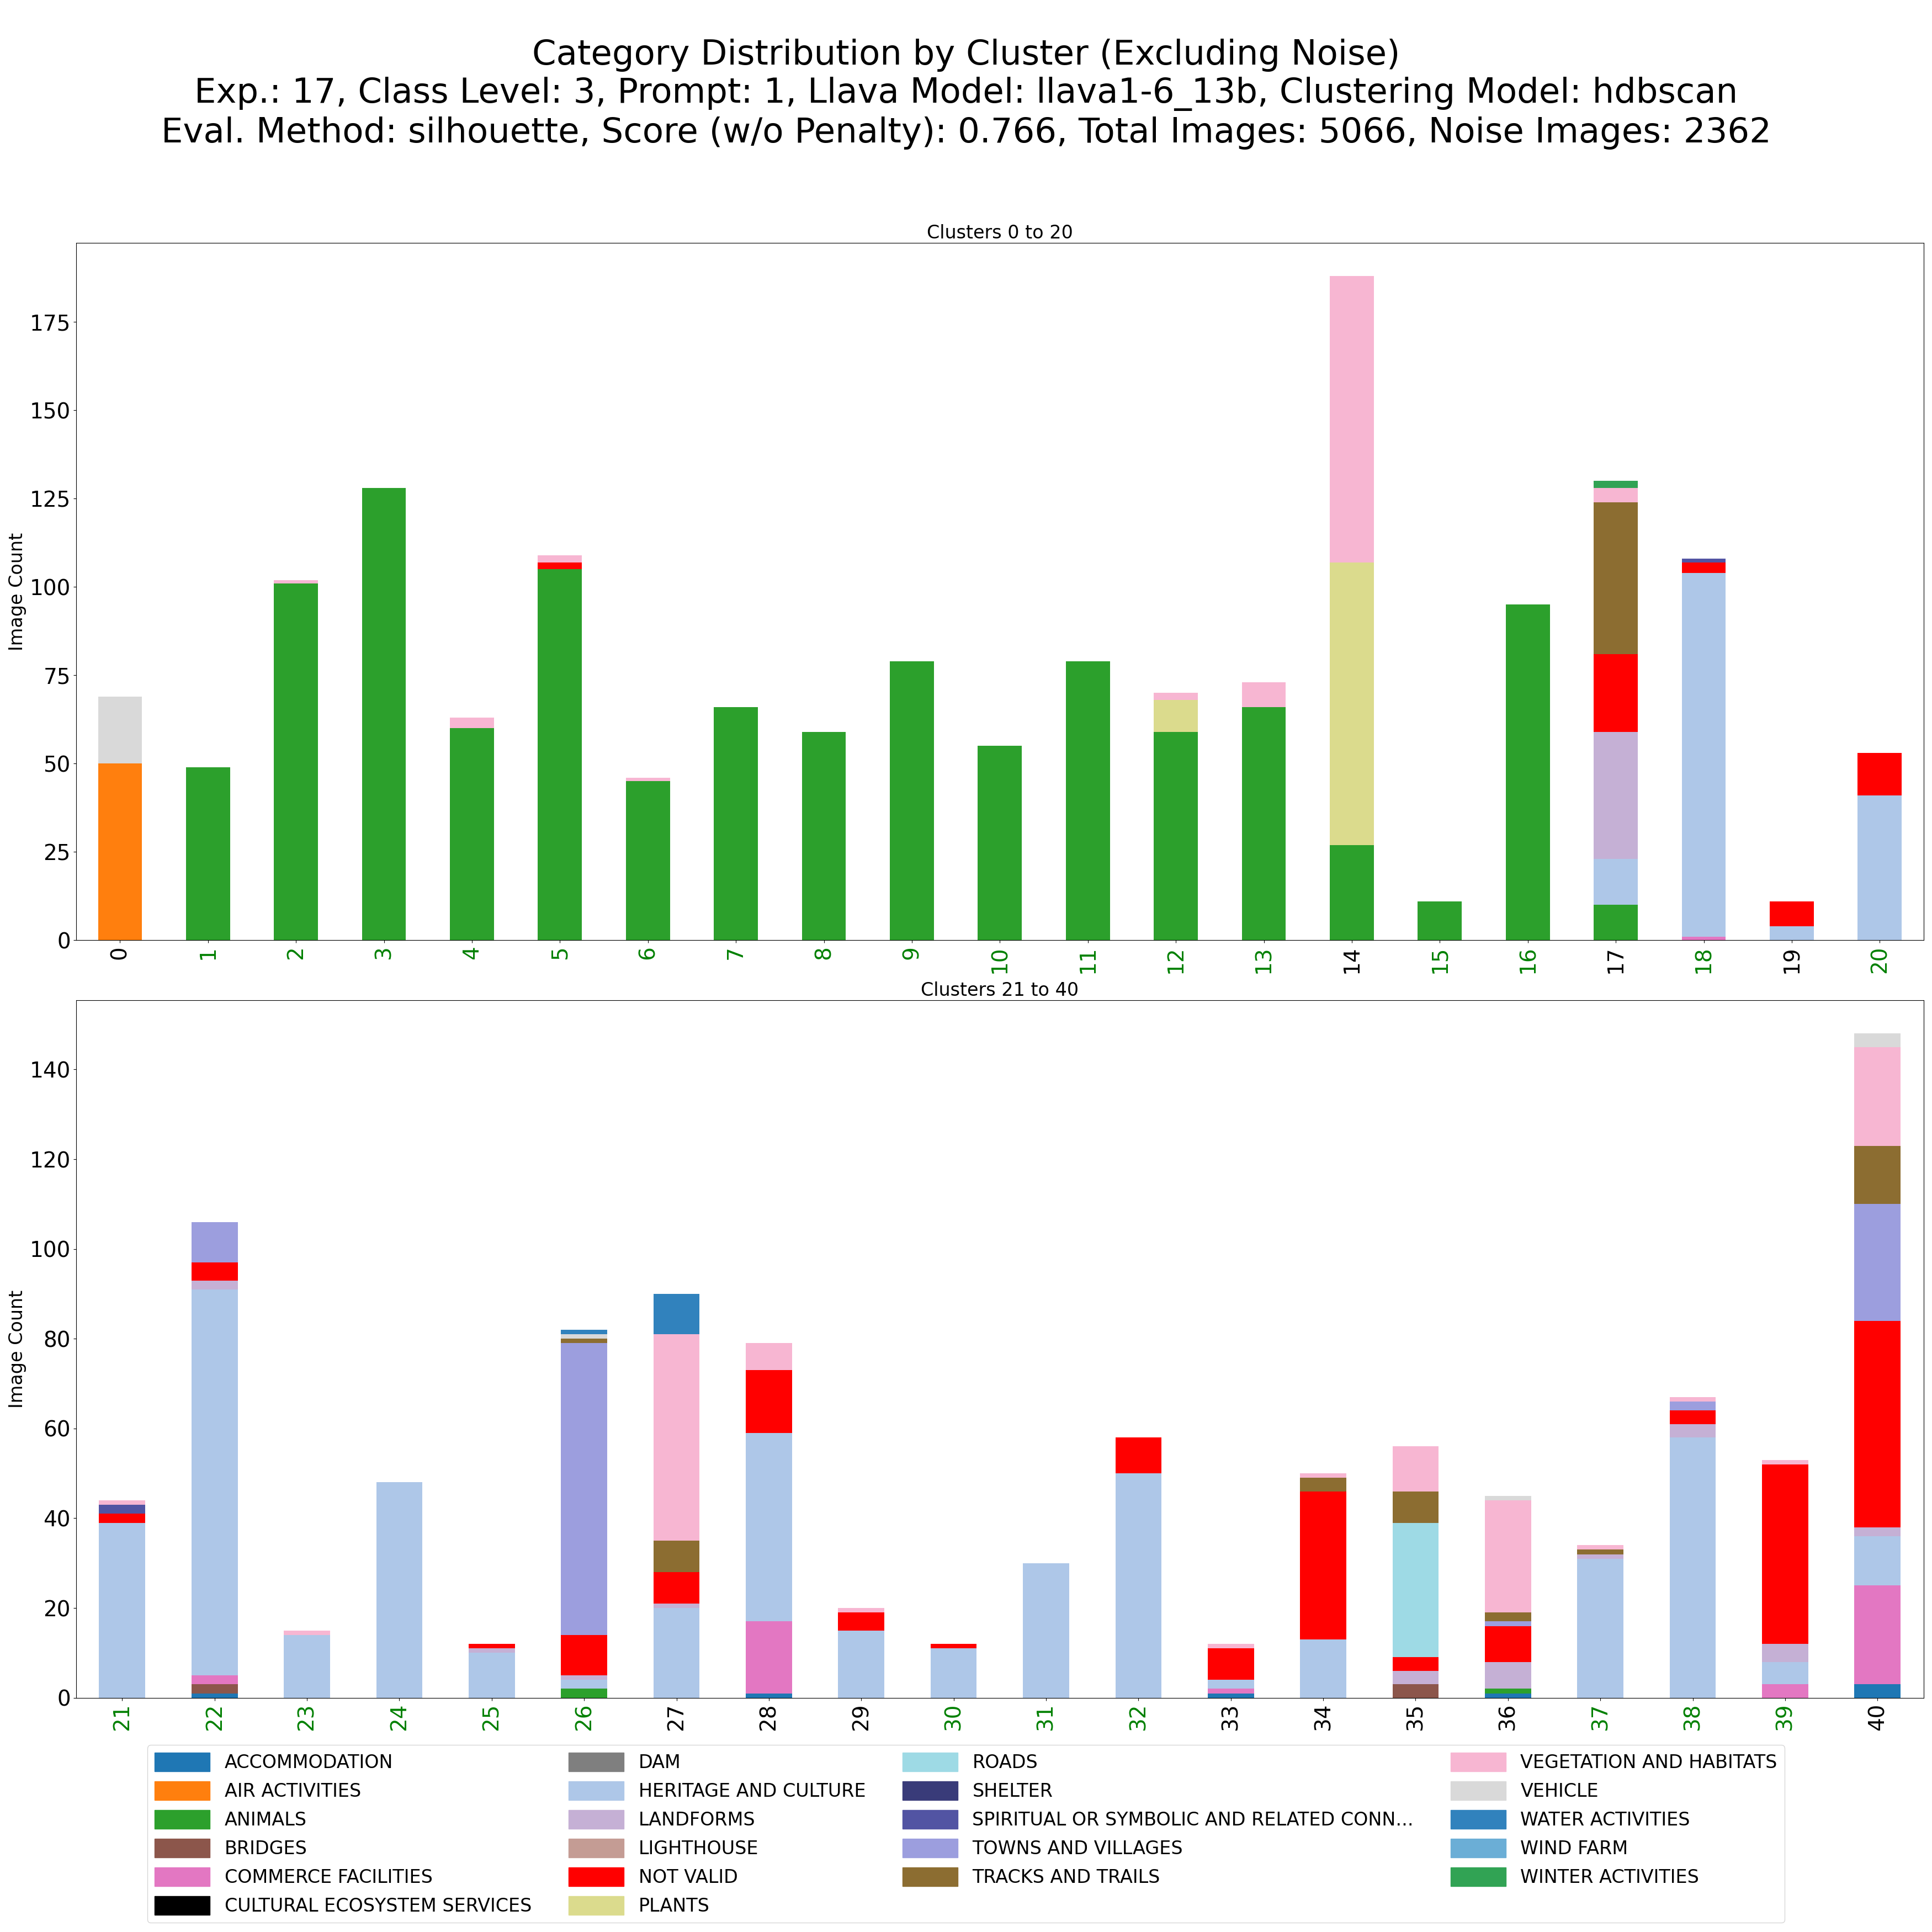 Category Distribution by Cluster (Excluding Noise)
Exp.: 17, Class Level: 3, Prompt: 1, Llava Model: llava1-6_13b, Clustering Model: hdbscan
Eval. Method: silhouette, Score (w/o Penalty): 0.766, Total Images: 5066, Noise Images: 2362
Clusters 0 to 20
Image Count
175
150
125
100
75
50
25
0
0 1 2 3 4 5 6 7 8 9 10 11 12 13 14 15 16 17 18 19 20
Clusters 21 to 40
Image Count
140
120
100
80
60
40
20
0
21 22 23 24 25 26 27 28 29 30 31 32 33 34 35 36 37 38 39 40
ACCOMMODATION
AIR ACTIVITIES
ANIMALS
BRIDGES
COMMERCE FACILITIES
CULTURAL ECOSYSTEM SERVICES
DAM
HERITAGE AND CULTURE
LANDFORMS
LIGHTHOUSE
NOT VALID
PLANTS
ROADS
SHELTER
SPIRITUAL OR SYMBOLIC AND RELATED CONN...
TOWNS AND VILLAGES
TRACKS AND TRAILS
VEGETATION AND HABITATS
VEHICLE
WATER ACTIVITIES
WIND FARM
WINTER ACTIVITIES